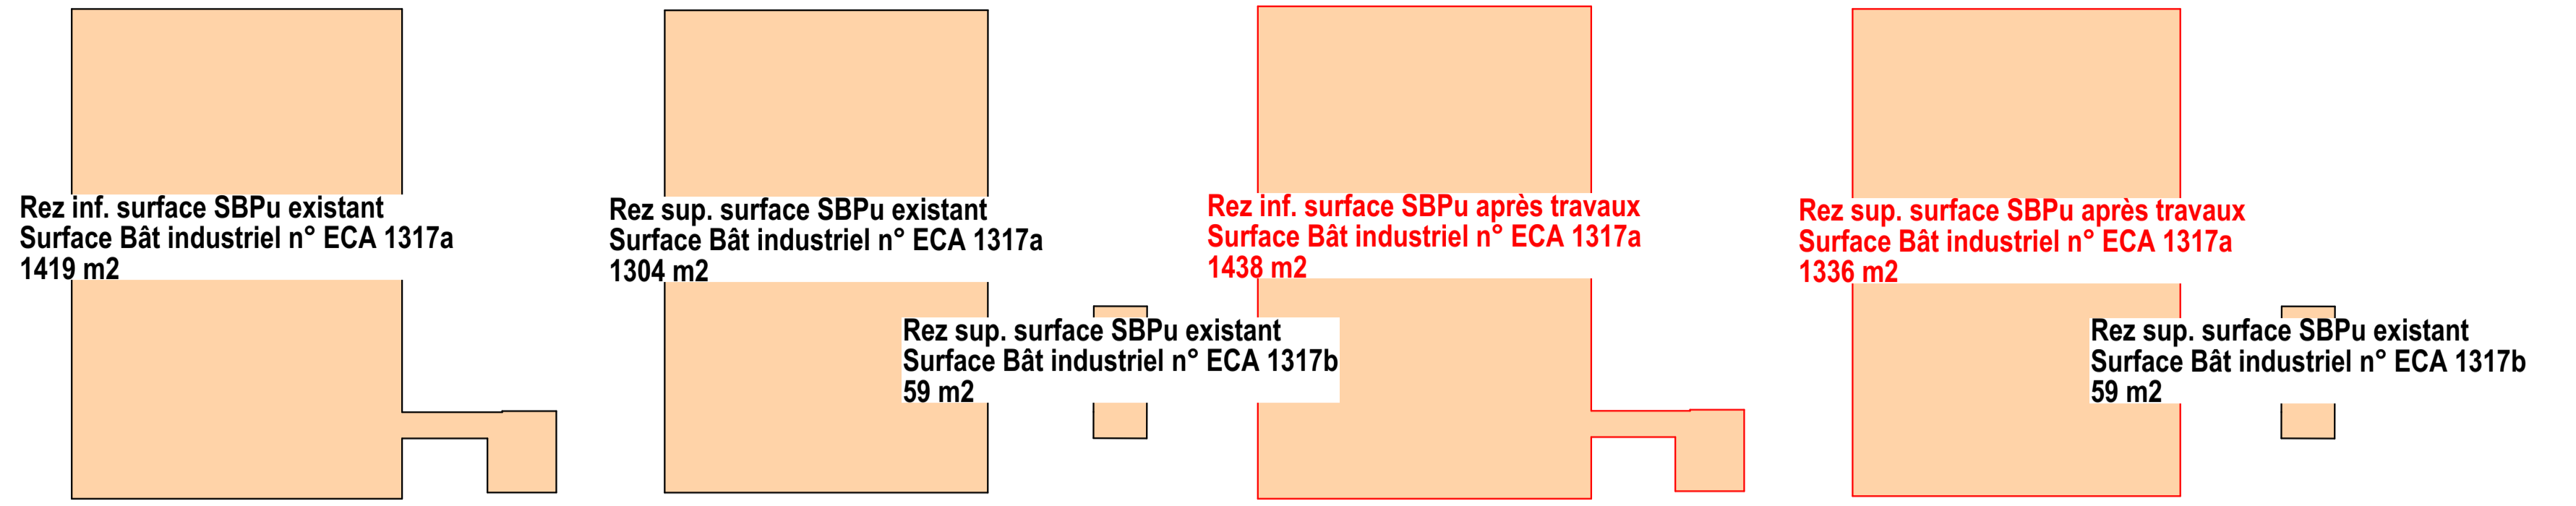 Rez inf. surface SBPu existant
Surface Bât industriel n° ECA 1317a
1419 m2
Rez sup. surface SBPu existant
Surface Bât industriel n° ECA 1317a
1304 m2
Rez sup. surface SBPu existant
Surface Bât industriel n° ECA 1317b
59 m2
Rez inf. surface SBPu après travaux
Surface Bât industriel n° ECA 1317a
1438 m2
Rez sup. surface SBPu après travaux
Surface Bât industriel n° ECA 1317a
1336 m2
Rez sup. surface SBPu existant
Surface Bât industriel n° ECA 1317b
59 m2